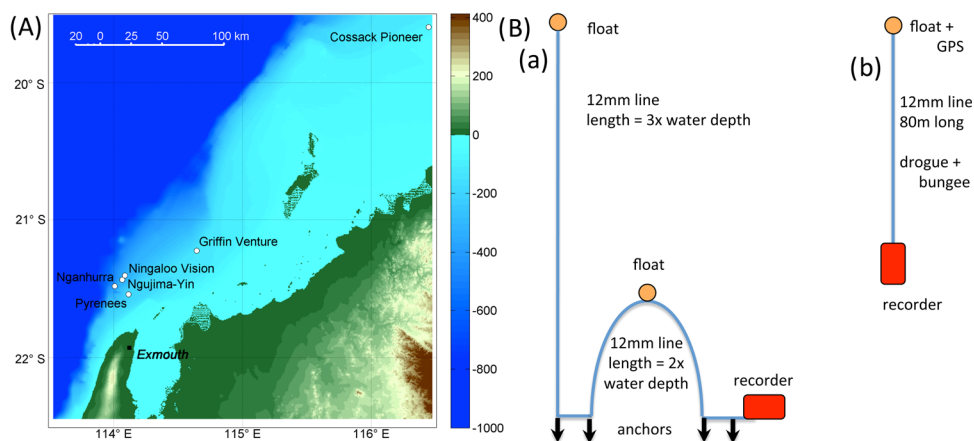 (A)
20 0 25 50 100 km
Cossack Pioneer
20° S
21° S
22° S
Griffin Venture
Ningaloo Vision
Nganhurra
Ngujima-Yin
Pyrenees
Exmouth
114° E
115° E
116° E
400
200
0
-200
-400
-600
-800
-1000
(B)
(a)
float
12mm line
length = 3x water depth
float
12mm line
length = 2x
water depth
recorder
anchors
(b)
float +
GPS
12mm line
80m long
drogue +
bungee
recorder